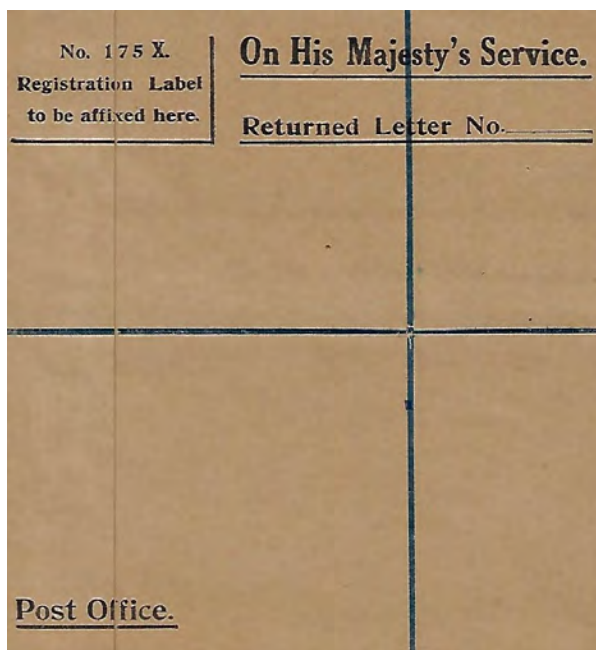 No. 175 X.
Registration Label
to be affixed here.
On His Majesty's Service.
Returned Letter No.
Post Office.